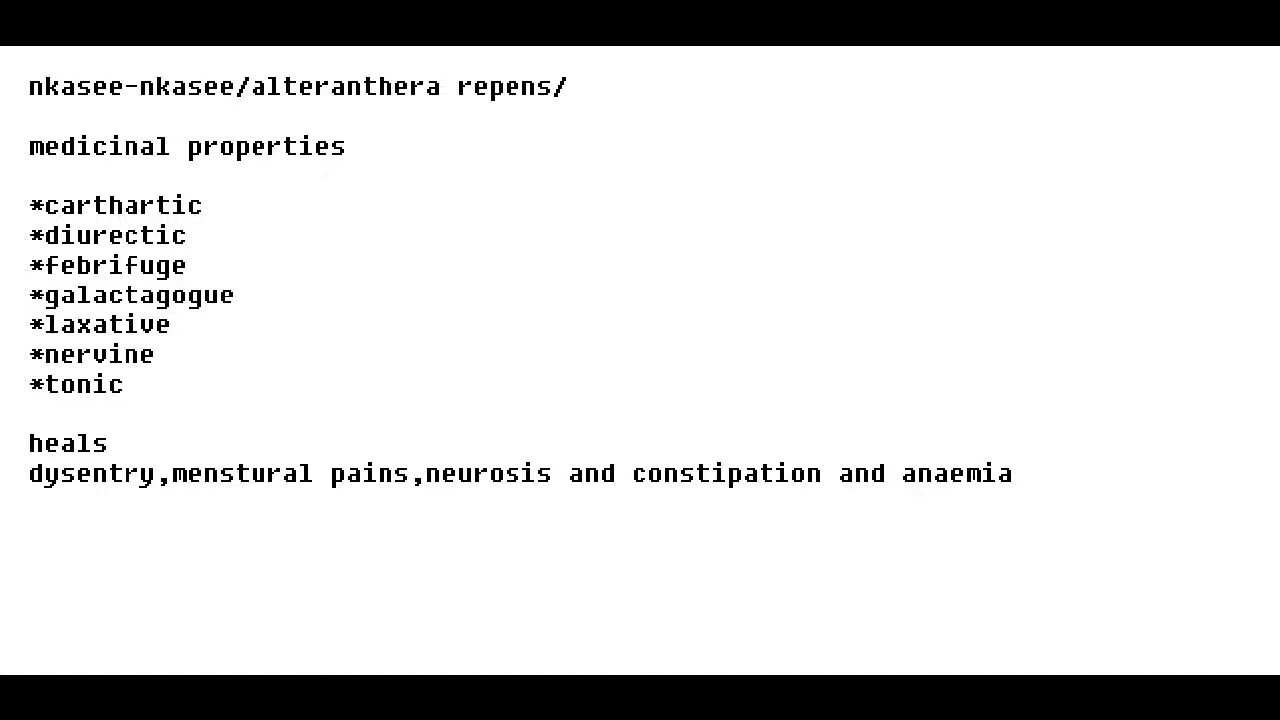 nkasee-nkasee/alteranthera repens/
medicinal properties
*carthartic
*diurectic
*febrifuge
*galactagogue
*laxative
*nervine
*tonic
heals
dysentry,menstural pains,neurosis and constipation and anaemia